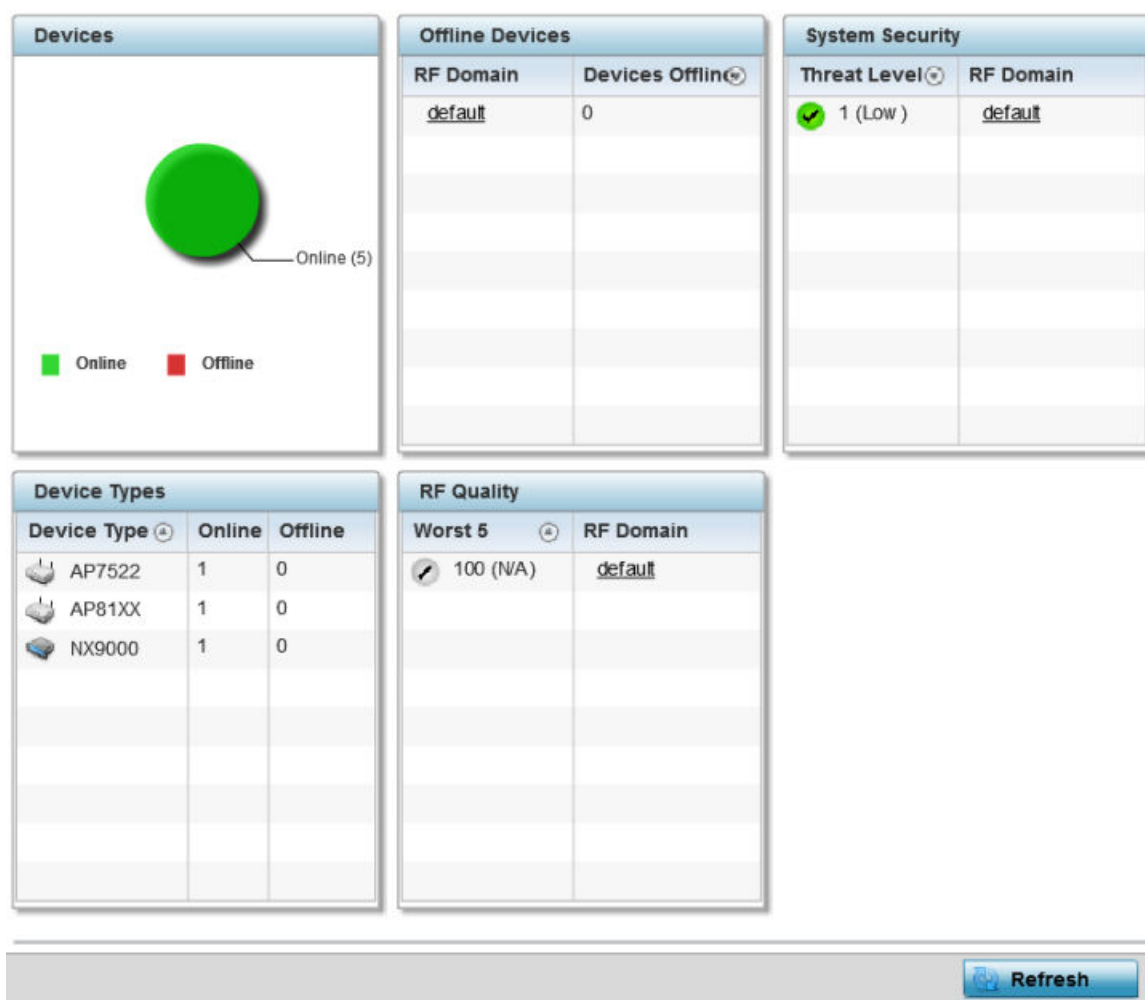 Devices
Online (5)
Online Offline
Offline Devices
RF Domain Devices Offline
default 0
System Security
Threat Level RF Domain
1 (Low ) default
Device Types
Device Type Online Offline
AP7522 1 0
AP81XX 1 0
NX9000 1 0
RF Quality
Worst 5 RF Domain
100 (N/A) default
Refresh